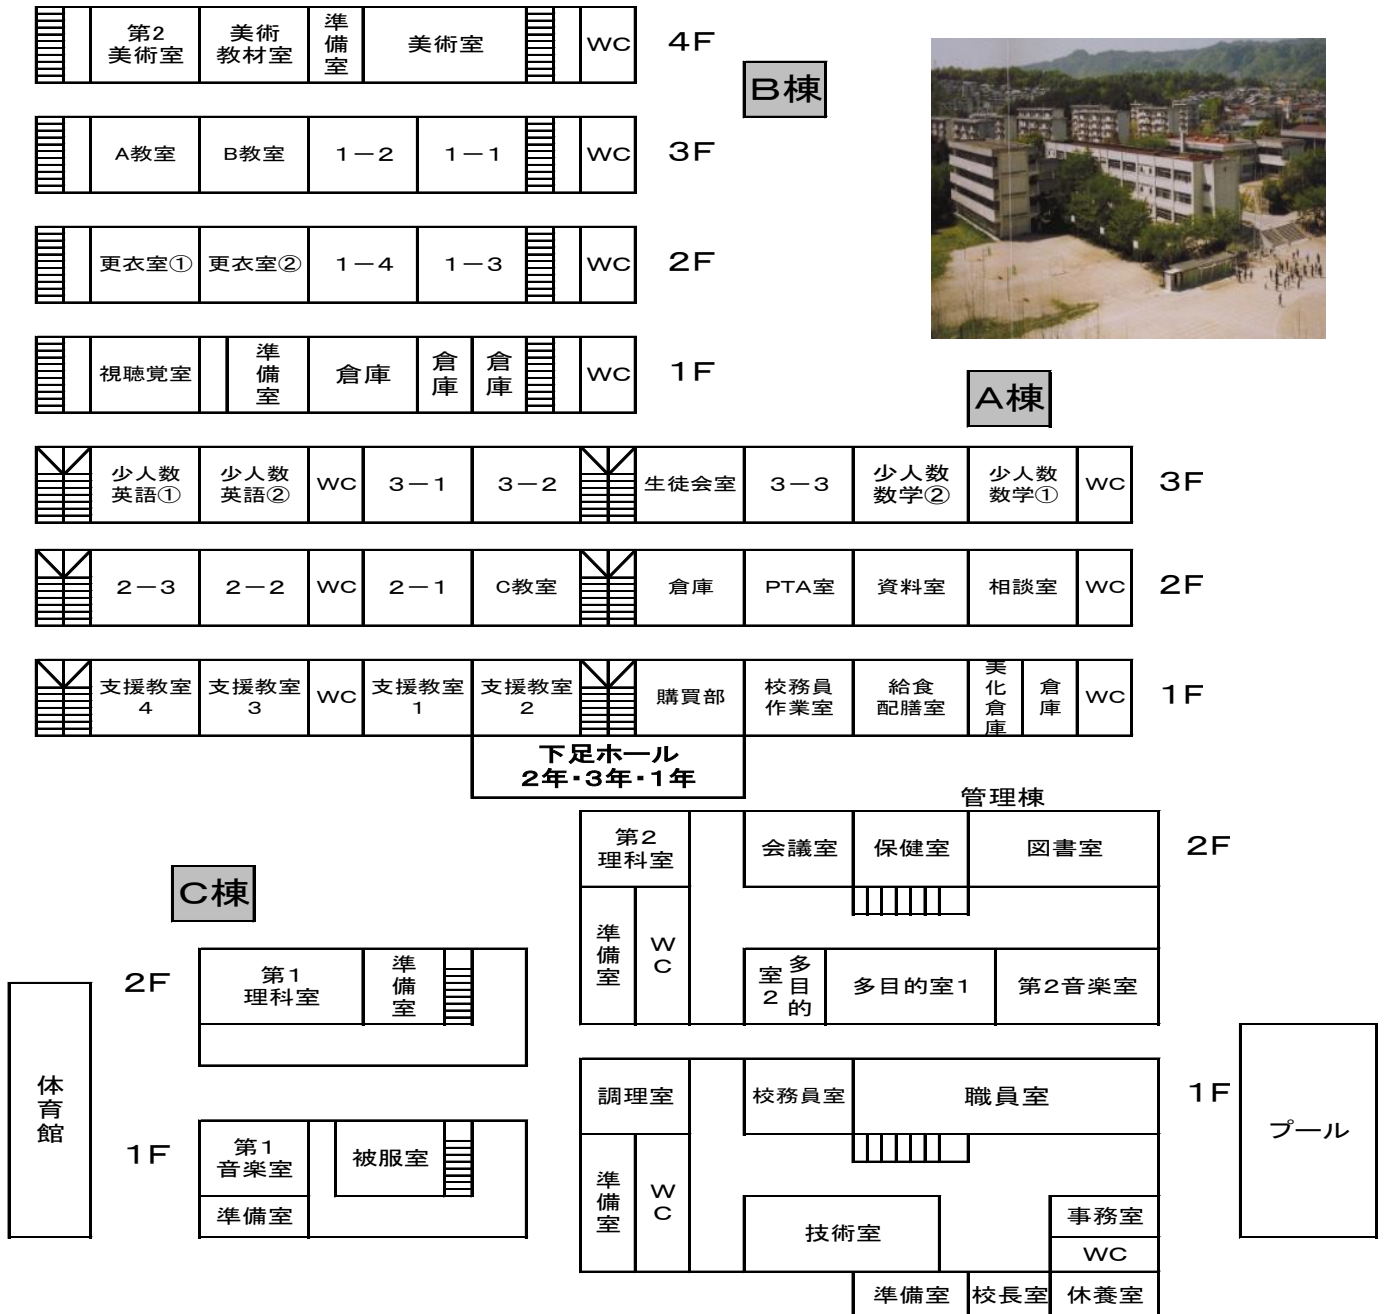 第2
美術室
美術
教材室
準備室
美術室
WC
4F
B棟
A教室
B教室
1－2
1－1
WC
3F
更衣室①
更衣室②
1－4
1－3
WC
2F
視聴覚室
準備室
倉庫
倉庫
倉庫
WC
1F
A棟
少人数
英語①
少人数
英語②
WC
3－1
3－2
生徒会室
3－3
少人数
数学②
少人数
数学①
WC
3F
2－3
2－2
WC
2－1
C教室
倉庫
PTA室
資料室
相談室
WC
2F
支援教室
4
支援教室
3
WC
支援教室
1
支援教室
2
購買部
校務員
作業室
給食
配膳室
美化倉庫
倉庫
WC
1F
下足ホール
2年・3年・1年
管理棟
第2
理科室
会議室
保健室
図書室
2F
準備室
WC
多目的
室2
多目的室1
第2音楽室
C棟
2F
第1
理科室
準備室
体育館
1F
第1
音楽室
被服室
準備室
調理室
校務員室
職員室
1F
プール
準備室
WC
技術室
事務室
WC
準備室
校長室
休養室